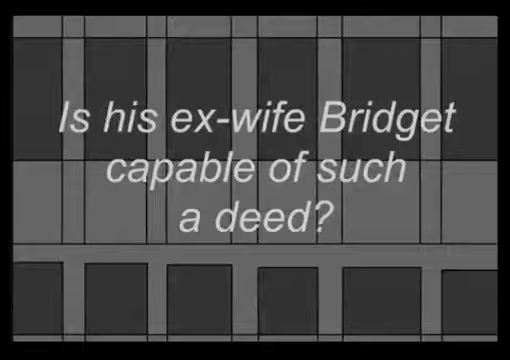 Is his ex-wife Bridget
capable of such
a deed?